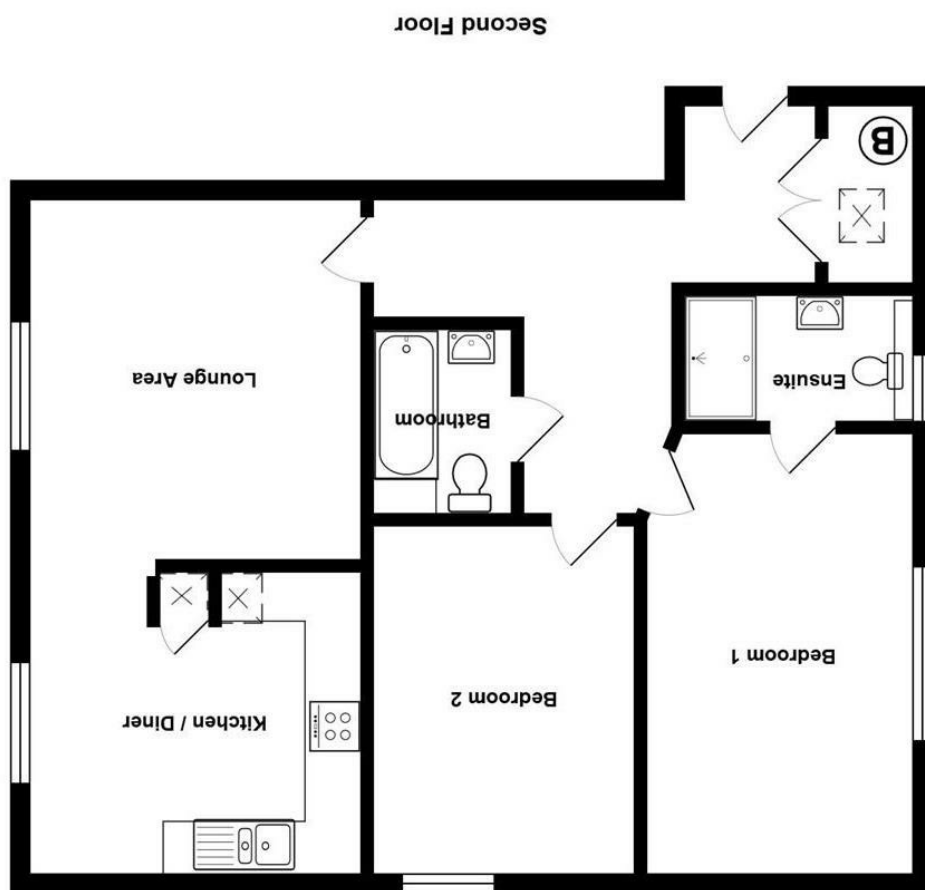 Bedroom 1
Bedroom 2
Kitchen / Diner
Ensuite
Bathroom
Lounge Area
B
Second Floor